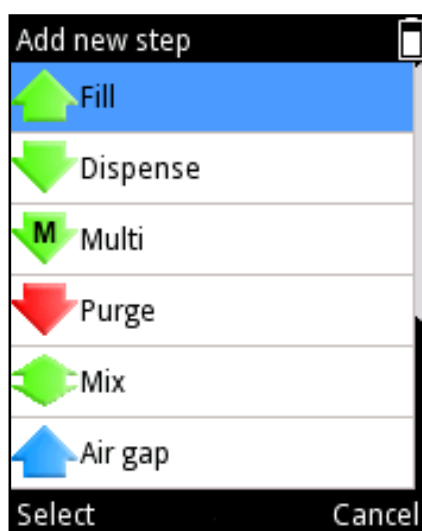 Add new step
Fill
Dispense
M Multi
Purge
Mix
Air gap
Select Cancel